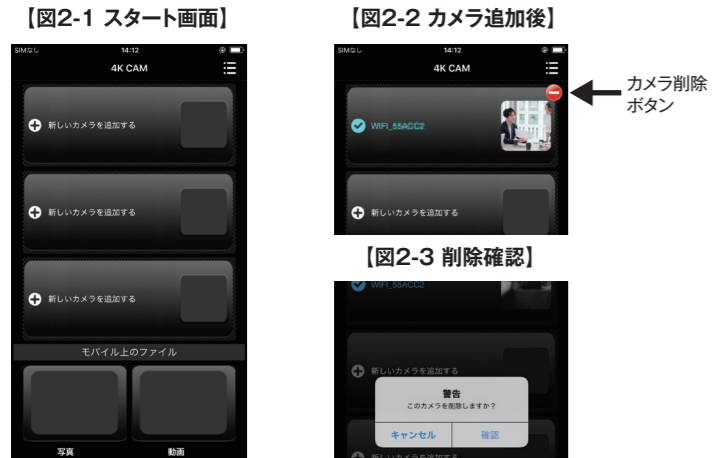 【図2-1 スタート画面】
SIMなし 14:12
4K CAM
新しいカメラを追加する
新しいカメラを追加する
新しいカメラを追加する
モバイル上のファイル
写真 動画
【図2-2 カメラ追加後】
SIMなし 14:12
4K CAM
WIFI_55ACC2
新しいカメラを追加する
カメラ削除
ボタン
【図2-3 削除確認】
WIFI_55ACC2
新しいカメラを追加する
警告
このカメラを削除しますか？
キャンセル 確認
新しいカメラを追加する